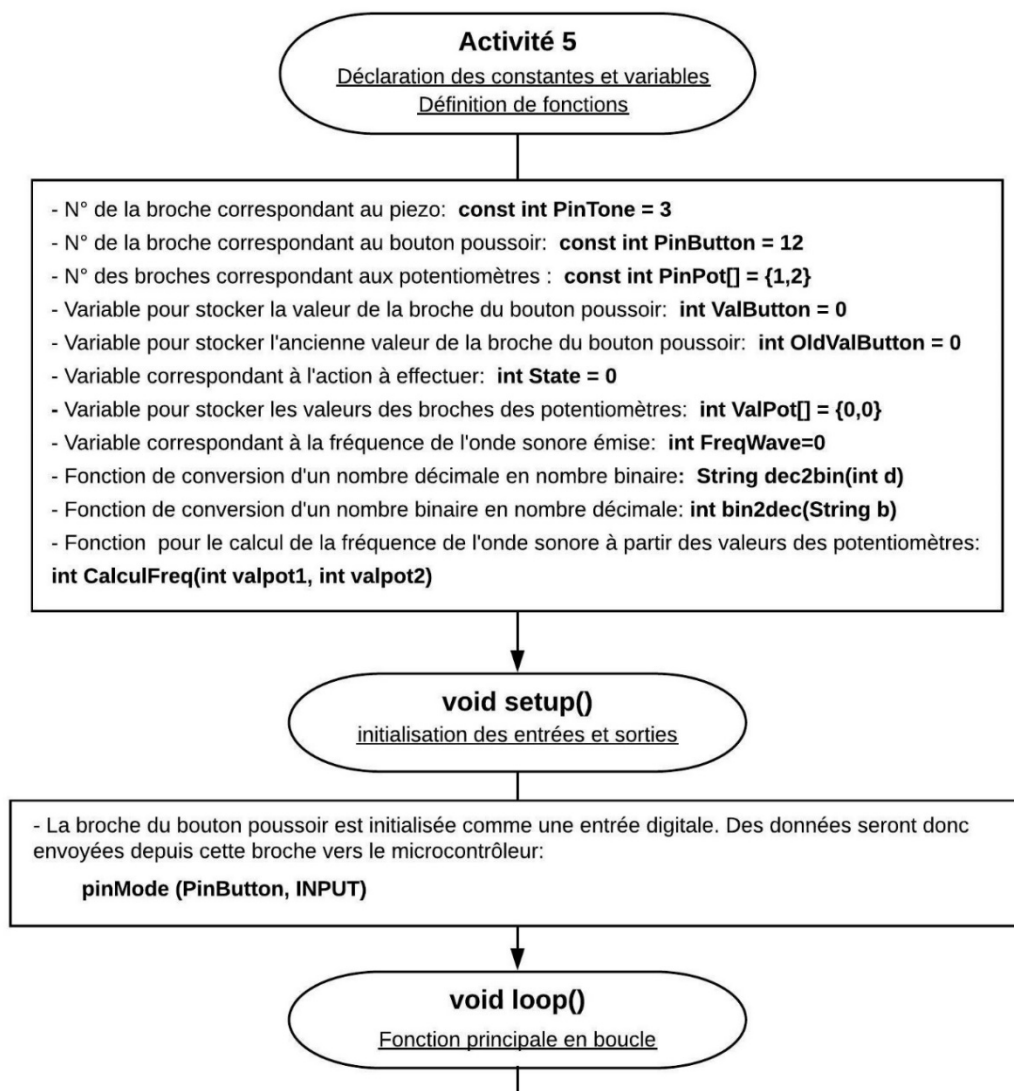 Activité 5
Déclaration des constantes et variables
Définition de fonctions
- N° de la broche correspondant au piezo: const int PinTone = 3
- N° de la broche correspondant au bouton poussoir: const int PinButton = 12
- N° des broches correspondant aux potentiomètres : const int PinPot[] = {1,2}
- Variable pour stocker la valeur de la broche du bouton poussoir: int ValButton = 0
- Variable pour stocker l'ancienne valeur de la broche du bouton poussoir: int OldValButton = 0
- Variable correspondant à l'action à effectuer: int State = 0
- Variable pour stocker les valeurs des broches des potentiomètres: int ValPot[] = {0,0}
- Variable correspondant à la fréquence de l'onde sonore émise: int FreqWave=0
- Fonction de conversion d'un nombre décimale en nombre binaire: String dec2bin(int d)
- Fonction de conversion d'un nombre binaire en nombre décimale: int bin2dec(String b)
- Fonction pour le calcul de la fréquence de l'onde sonore à partir des valeurs des potentiomètres:
int CalculFreq(int valpot1, int valpot2)
void setup()
initialisation des entrées et sorties
- La broche du bouton poussoir est initialisée comme une entrée digitale. Des données seront donc
envoyées depuis cette broche vers le microcontrôleur:
pinMode (PinButton, INPUT)
void loop()
Fonction principale en boucle